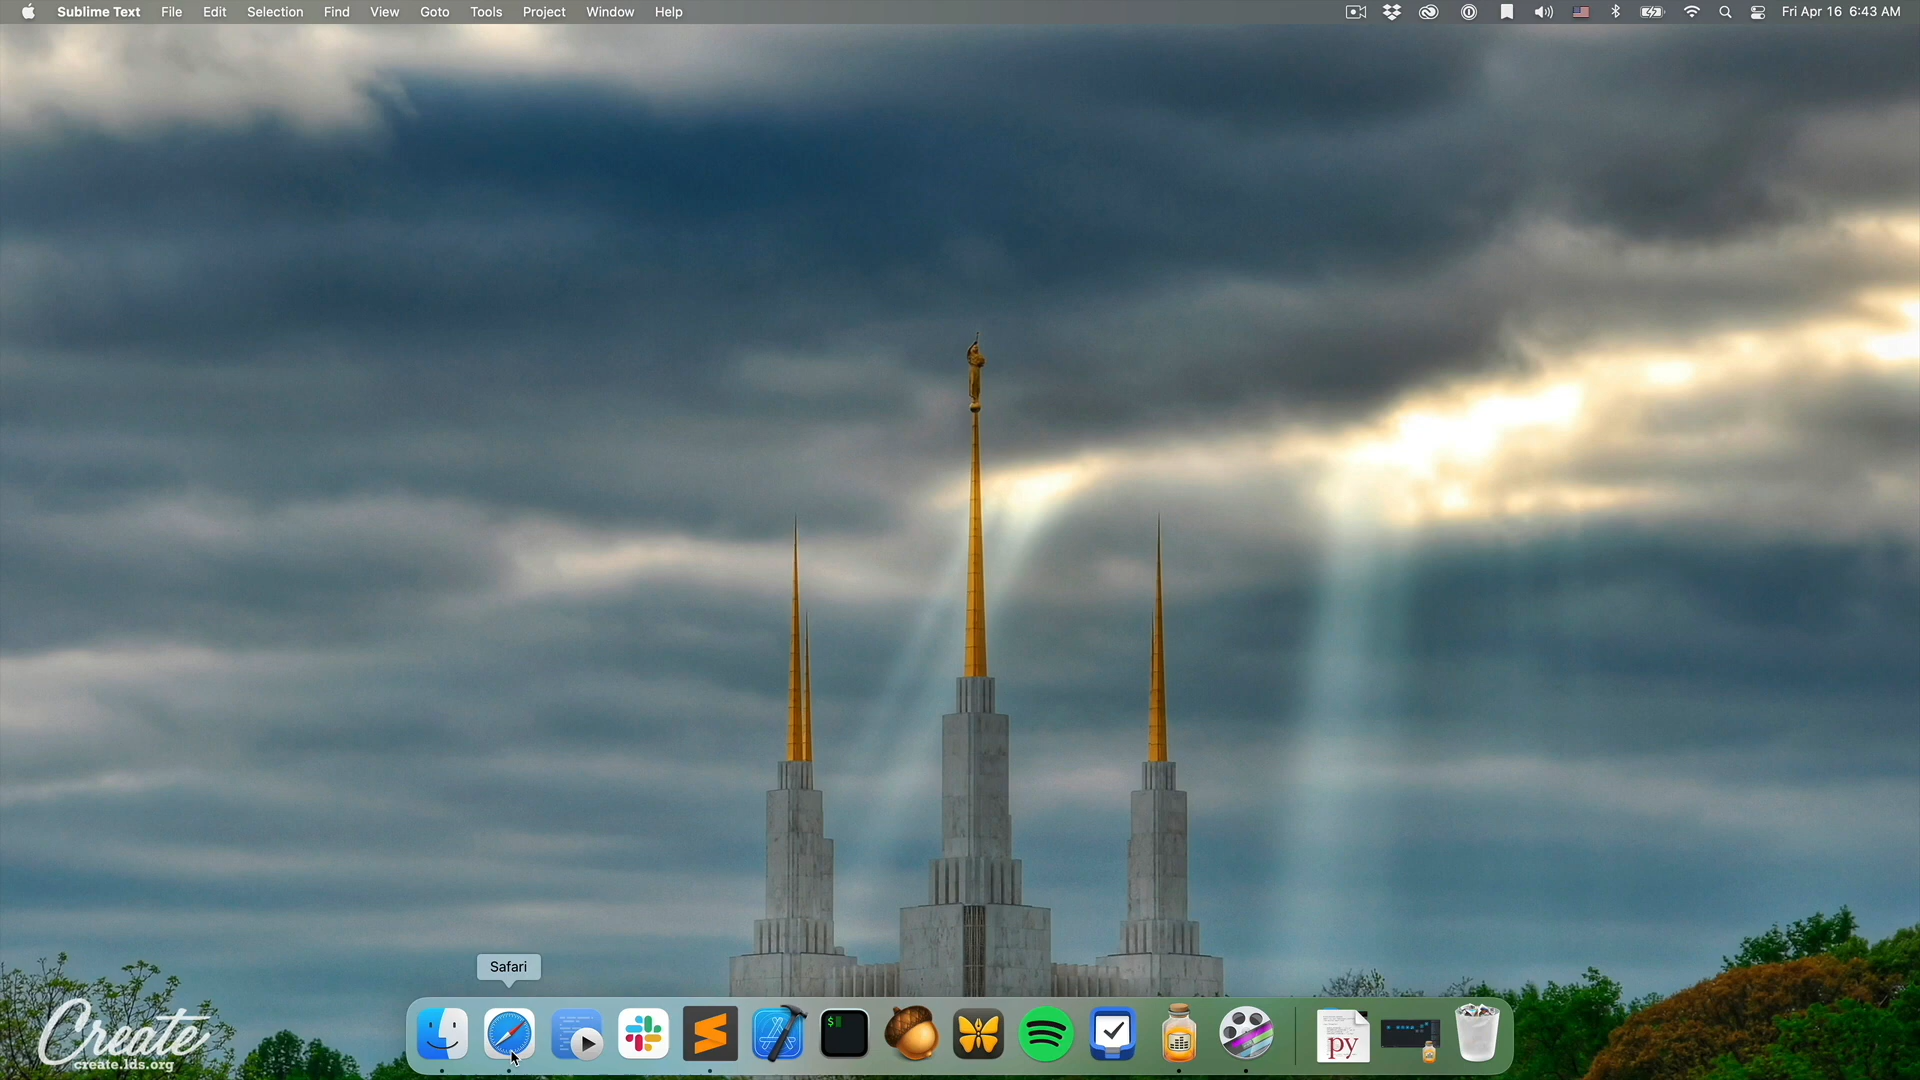 Sublime Text File Edit Selection Find View Goto Tools Project Window Help Fri Apr 16 6:43 AM
Safari
$
py
Create
create.lds.org